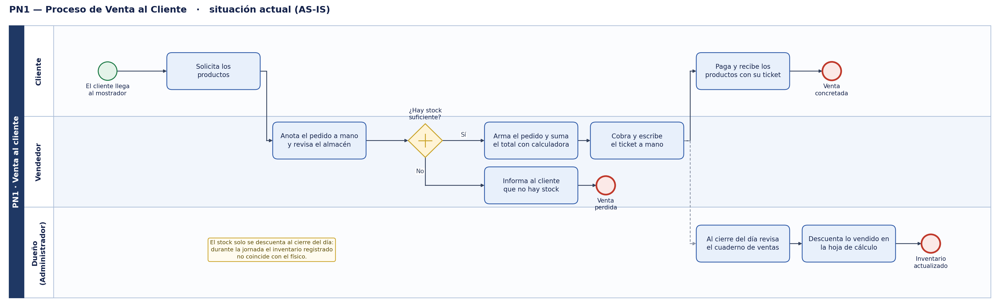 PN1 — Proceso de Venta al Cliente · situación actual (AS-IS)
PN1 · Venta al cliente
Cliente
El cliente llega
al mostrador
Solicita los
productos
Paga y recibe los
productos con su ticket
Venta
concretada
Vendedor
Anota el pedido a mano
y revisa el almacén
¿Hay stock
suficiente?
Sí
Arma el pedido y suma
el total con calculadora
Cobra y escribe
el ticket a mano
No
Informa al cliente
que no hay stock
Venta
perdida
Dueño
(Administrador)
El stock solo se descuenta al cierre del día:
durante la jornada el inventario registrado
no coincide con el físico.
Al cierre del día revisa
el cuaderno de ventas
Descuenta lo vendido en
la hoja de cálculo
Inventario
actualizado